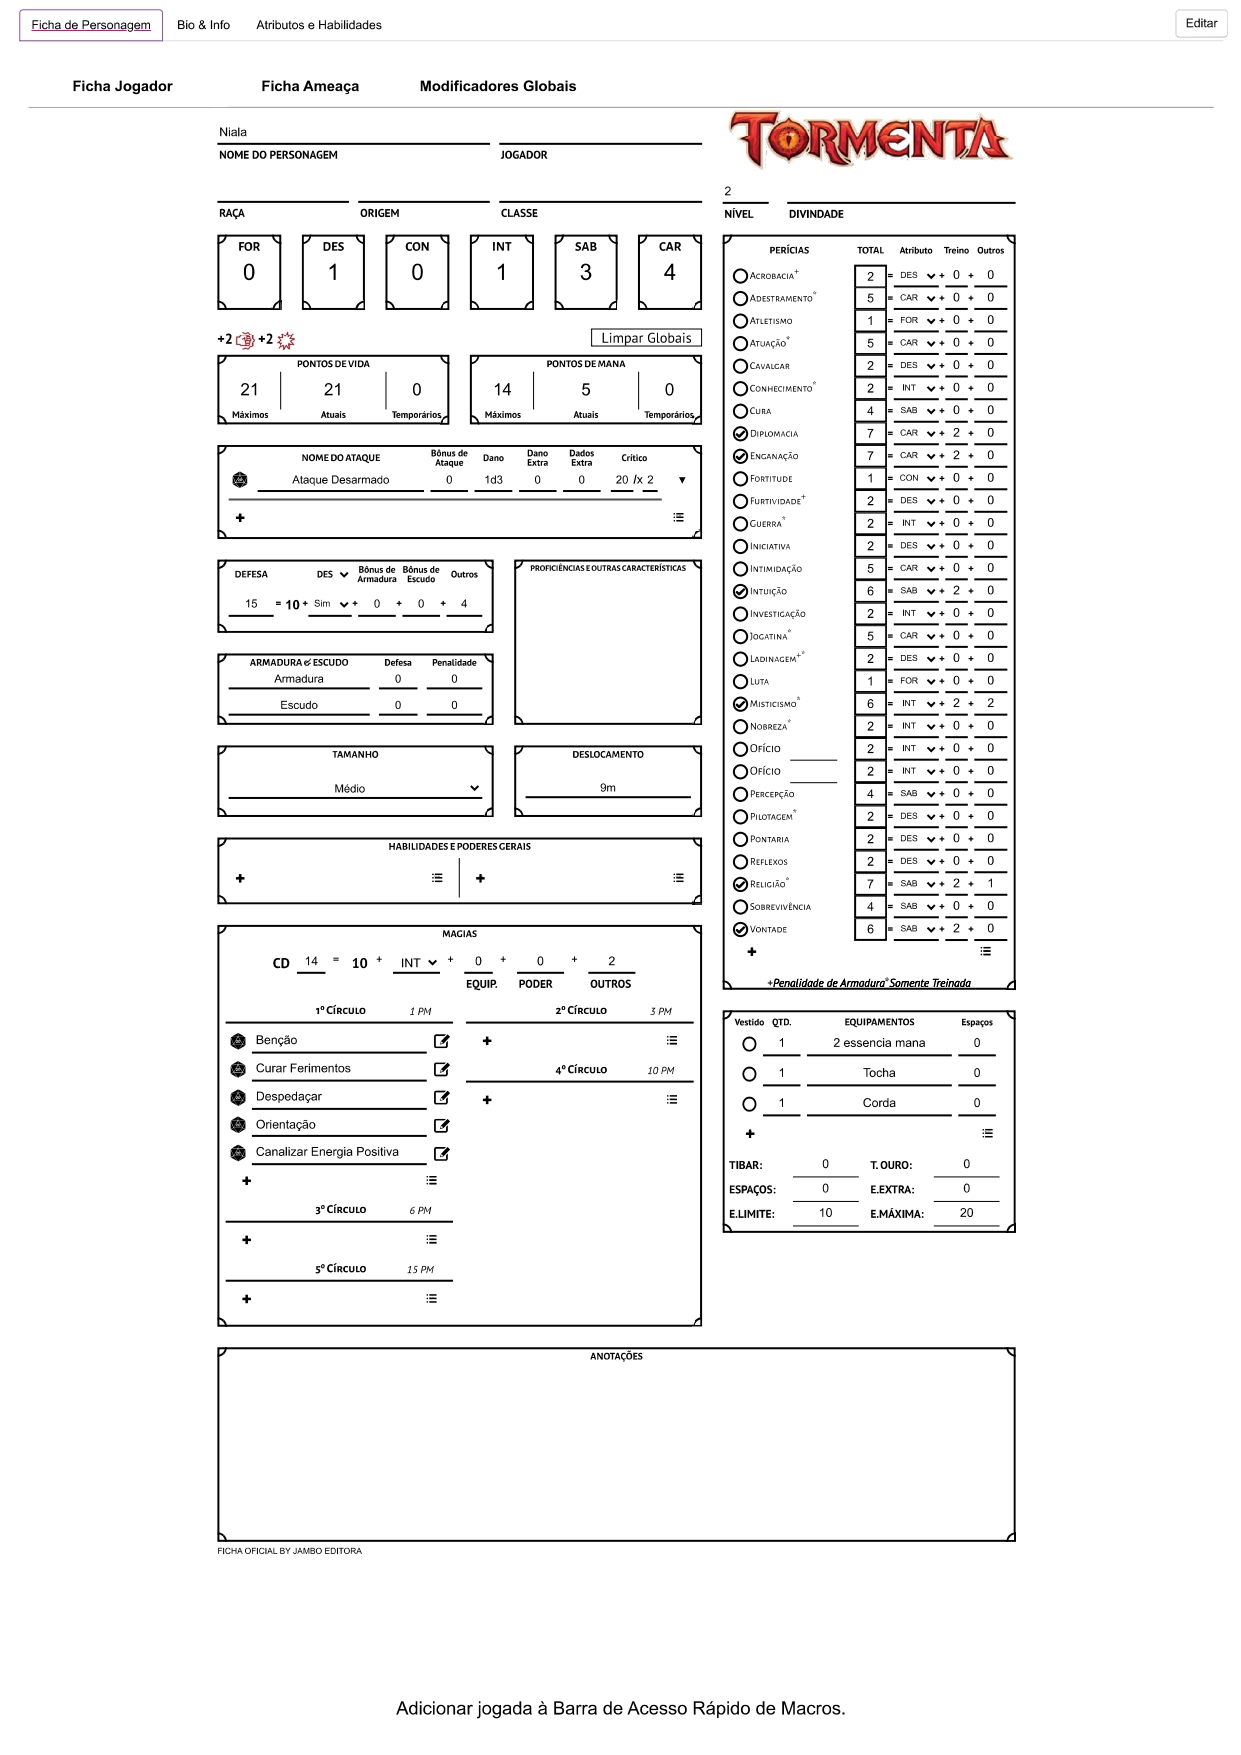 Ficha de Personagem Bio & Info Atributos e Habilidades Editar
Ficha Jogador Ficha Ameaça Modificadores Globais
Niala
NOME DO PERSONAGEM JOGADOR
TORMENTA
2
RAÇA ORIGEM CLASSE NÍVEL DIVINDADE
FOR DES CON INT SAB CAR
0 1 0 1 3 4
+2 +2 Limpar Globais
PONTOS DE VIDA
21 21 0
Máximos Atuais Temporários
PONTOS DE MANA
14 5 0
Máximos Atuais Temporários
NOME DO ATAQUE Bônus de Ataque Dano Dano Extra Dados Extra Crítico
Ataque Desarmado 0 1d3 0 0 20 /x 2 ▼
+
DEFESA DES Bônus de Armadura Bônus de Escudo Outros
15 = 10 + Sim + 0 + 0 + 4
PROFICIÊNCIAS E OUTRAS CARACTERÍSTICAS
ARMADURA & ESCUDO Defesa Penalidade
Armadura 0 0
Escudo 0 0
TAMANHO
Médio
DESLOCAMENTO
9m
HABILIDADES E PODERES GERAIS
+ +
MAGIAS
CD 14 = 10 + INT + 0 + 0 + 2
EQUIP. PODER OUTROS
1º CÍRCULO 1 PM
Benção
Curar Ferimentos
Despedaçar
Orientação
Canalizar Energia Positiva
+
2º CÍRCULO 3 PM
+
4º CÍRCULO 10 PM
+
3º CÍRCULO 6 PM
+
5º CÍRCULO 15 PM
+
PERÍCIAS TOTAL Atributo Treino Outros
ACROBACIA+ 2 = DES + 0 + 0
ADESTRAMENTO* 5 = CAR + 0 + 0
ATLETISMO 1 = FOR + 0 + 0
ATUAÇÃO* 5 = CAR + 0 + 0
CAVALGAR 2 = DES + 0 + 0
CONHECIMENTO* 2 = INT + 0 + 0
CURA 4 = SAB + 0 + 0
DIPLOMACIA 7 = CAR + 2 + 0
ENGANAÇÃO 7 = CAR + 2 + 0
FORTITUDE 1 = CON + 0 + 0
FURTIVIDADE+ 2 = DES + 0 + 0
GUERRA* 2 = INT + 0 + 0
INICIATIVA 2 = DES + 0 + 0
INTIMIDAÇÃO 5 = CAR + 0 + 0
INTUIÇÃO 6 = SAB + 2 + 0
INVESTIGAÇÃO 2 = INT + 0 + 0
JOGATINA* 5 = CAR + 0 + 0
LADINAGEM+* 2 = DES + 0 + 0
LUTA 1 = FOR + 0 + 0
MISTICISMO* 6 = INT + 2 + 2
NOBREZA* 2 = INT + 0 + 0
OFÍCIO 2 = INT + 0 + 0
OFÍCIO 2 = INT + 0 + 0
PERCEPÇÃO 4 = SAB + 0 + 0
PILOTAGEM* 2 = DES + 0 + 0
PONTARIA 2 = DES + 0 + 0
REFLEXOS 2 = DES + 0 + 0
RELIGIÃO* 7 = SAB + 2 + 1
SOBREVIVÊNCIA 4 = SAB + 0 + 0
VONTADE 6 = SAB + 2 + 0
+
+Penalidade de Armadura*Somente Treinada
Vestido QTD. EQUIPAMENTOS Espaços
1 2 essencia mana 0
1 Tocha 0
1 Corda 0
+
TIBAR: 0 T. OURO: 0
ESPAÇOS: 0 E.EXTRA: 0
E.LIMITE: 10 E.MÁXIMA: 20
ANOTAÇÕES
FICHA OFICIAL BY JAMBO EDITORA
Adicionar jogada à Barra de Acesso Rápido de Macros.